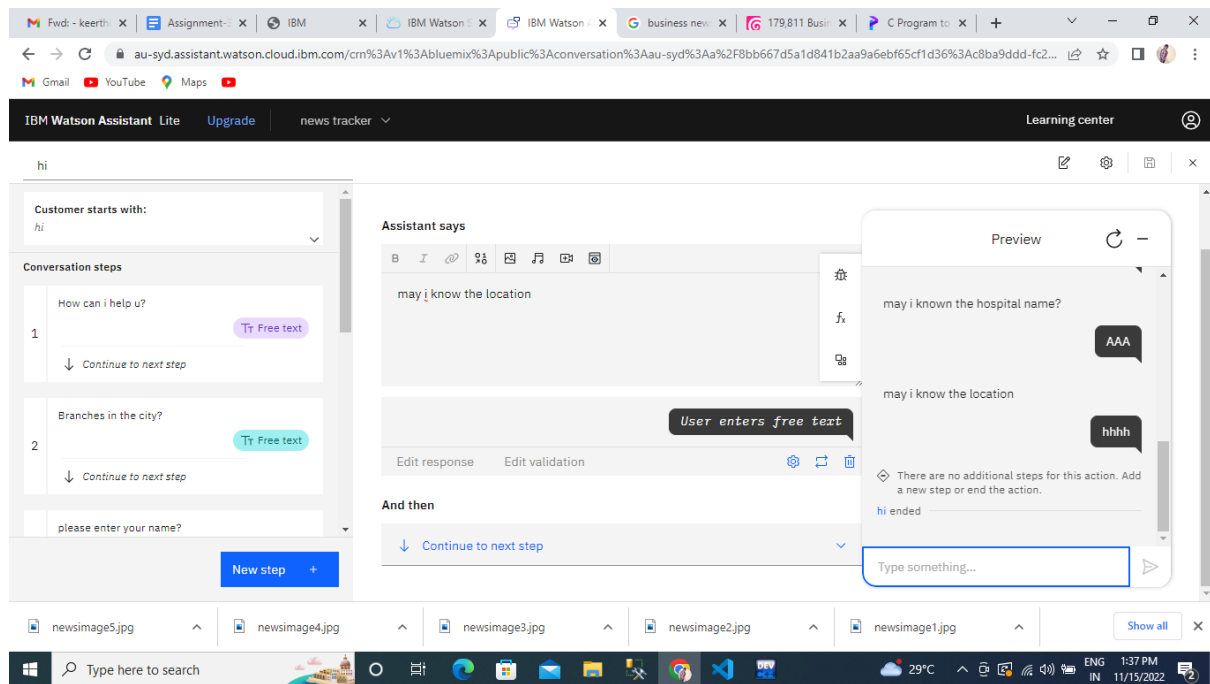 Fwd: - keerth
Assignment-
IBM
IBM Watson S
IBM Watson A
business new
179,811 Busin
C Program to
au-syd.assistant.watson.cloud.ibm.com/crn%3Av1%3Abluemix%3Apublic%3Aconversation%3Aau-syd%3Aa%2F8bb667d5a1d841b2aa9a6ebf65cf1d36%3Ac8ba9ddd-fc2...
Gmail YouTube Maps
IBM Watson Assistant Lite Upgrade news tracker Learning center
hi
Customer starts with:
hi
Conversation steps
How can i help u?
1
Free text
Continue to next step
Branches in the city?
2
Free text
Continue to next step
please enter your name?
New step +
Assistant says
B I
may i know the location
User enters free text
Edit response Edit validation
And then
Continue to next step
Preview
may i known the hospital name?
AAA
may i know the location
hhhh
There are no additional steps for this action. Add
a new step or end the action.
hi ended
Type something...
newsimage5.jpg newsimage4.jpg newsimage3.jpg newsimage2.jpg newsimage1.jpg Show all
Type here to search
DEV
29°C
ENG 1:37 PM
IN 11/15/2022
2